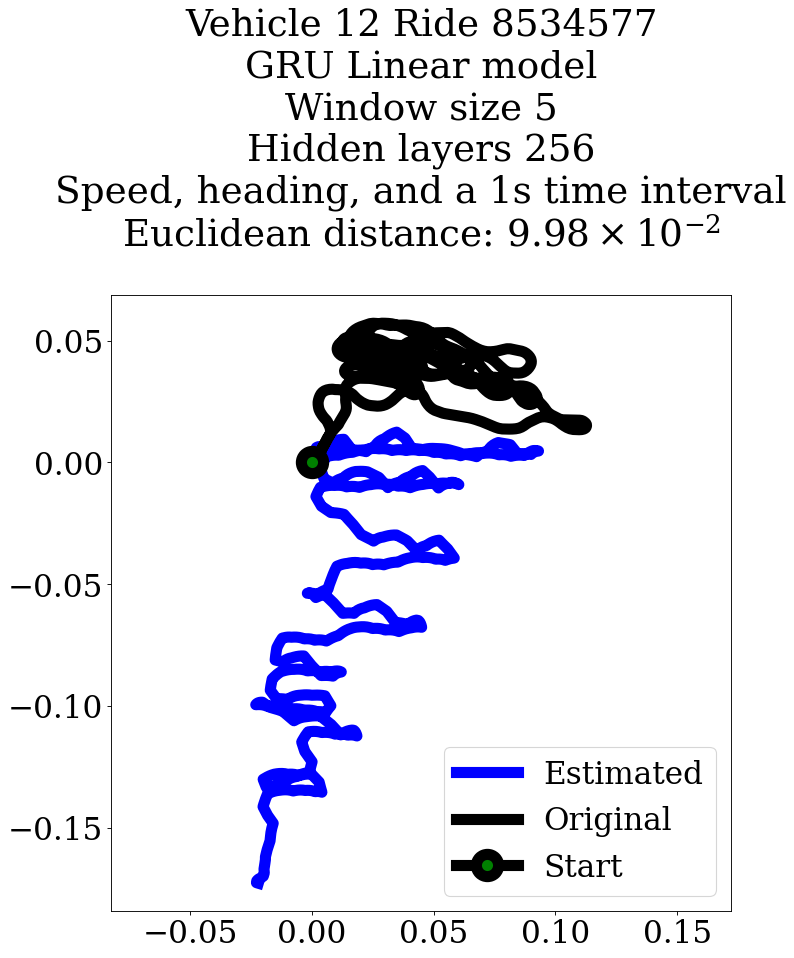 Vehicle 12 Ride 8534577
GRU Linear model
Window size 5
Hidden layers 256
Speed, heading, and a 1s time interval
Euclidean distance: 9.98 × 10⁻²
0.05
0.00
−0.05
−0.10
−0.15
Estimated
Original
Start
−0.05 0.00 0.05 0.10 0.15